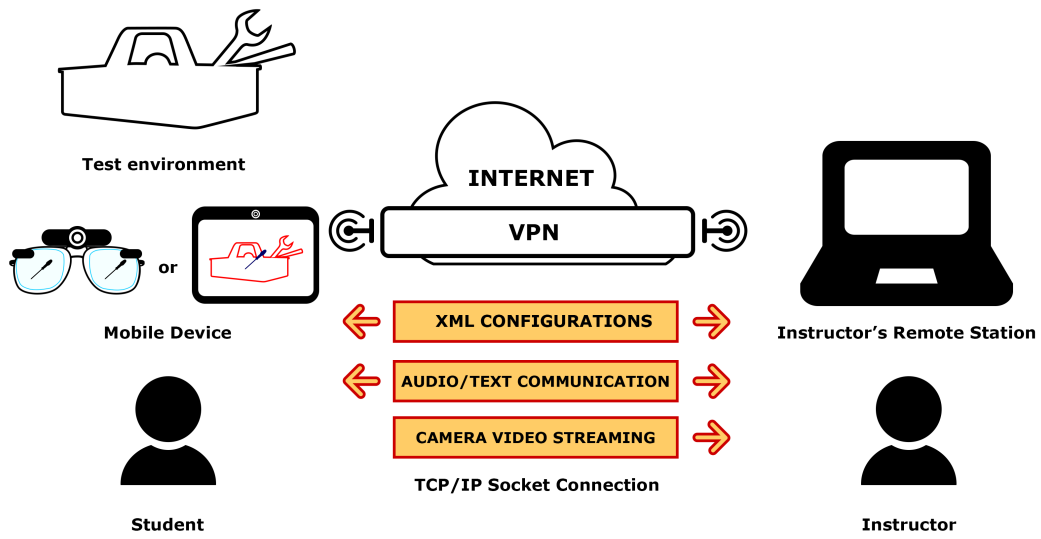 Test environment
INTERNET
VPN
or
Mobile Device
XML CONFIGURATIONS
Instructor’s Remote Station
AUDIO/TEXT COMMUNICATION
CAMERA VIDEO STREAMING
TCP/IP Socket Connection
Student
Instructor